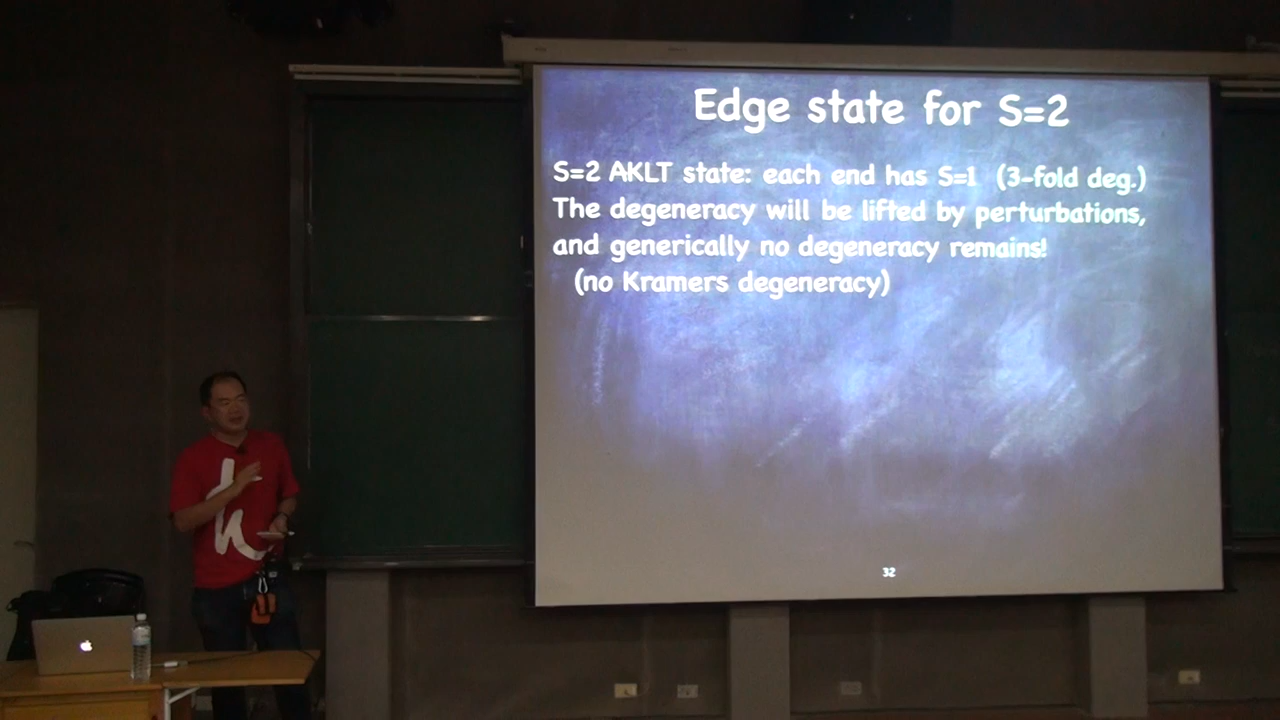 Edge state for S=2
S=2 AKLT state: each end has S=1 (3-fold deg.)
The degeneracy will be lifted by perturbations,
and generically no degeneracy remains!
(no Kramers degeneracy)
32